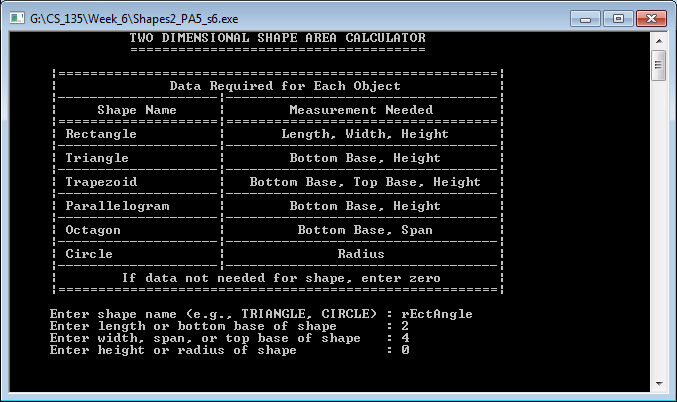 G:\CS_135\Week_6\Shapes2_PA5_s6.exe
TWO DIMENSIONAL SHAPE AREA CALCULATOR
Data Required for Each Object
Shape Name Measurement Needed
Rectangle Length, Width, Height
Triangle Bottom Base, Height
Trapezoid Bottom Base, Top Base, Height
Parallelogram Bottom Base, Height
Octagon Bottom Base, Span
Circle Radius
If data not needed for shape, enter zero
Enter shape name (e.g., TRIANGLE, CIRCLE) : rEctAngle
Enter length or bottom base of shape : 2
Enter width, span, or top base of shape : 4
Enter height or radius of shape : 0